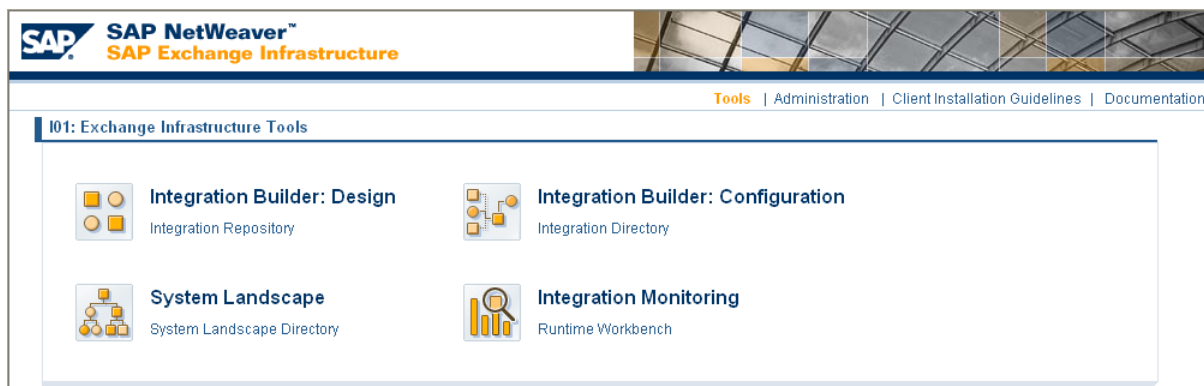 SAP
SAP NetWeaver™
SAP Exchange Infrastructure
Tools | Administration | Client Installation Guidelines | Documentation
I01: Exchange Infrastructure Tools
Integration Builder: Design
Integration Repository
Integration Builder: Configuration
Integration Directory
System Landscape
System Landscape Directory
Integration Monitoring
Runtime Workbench